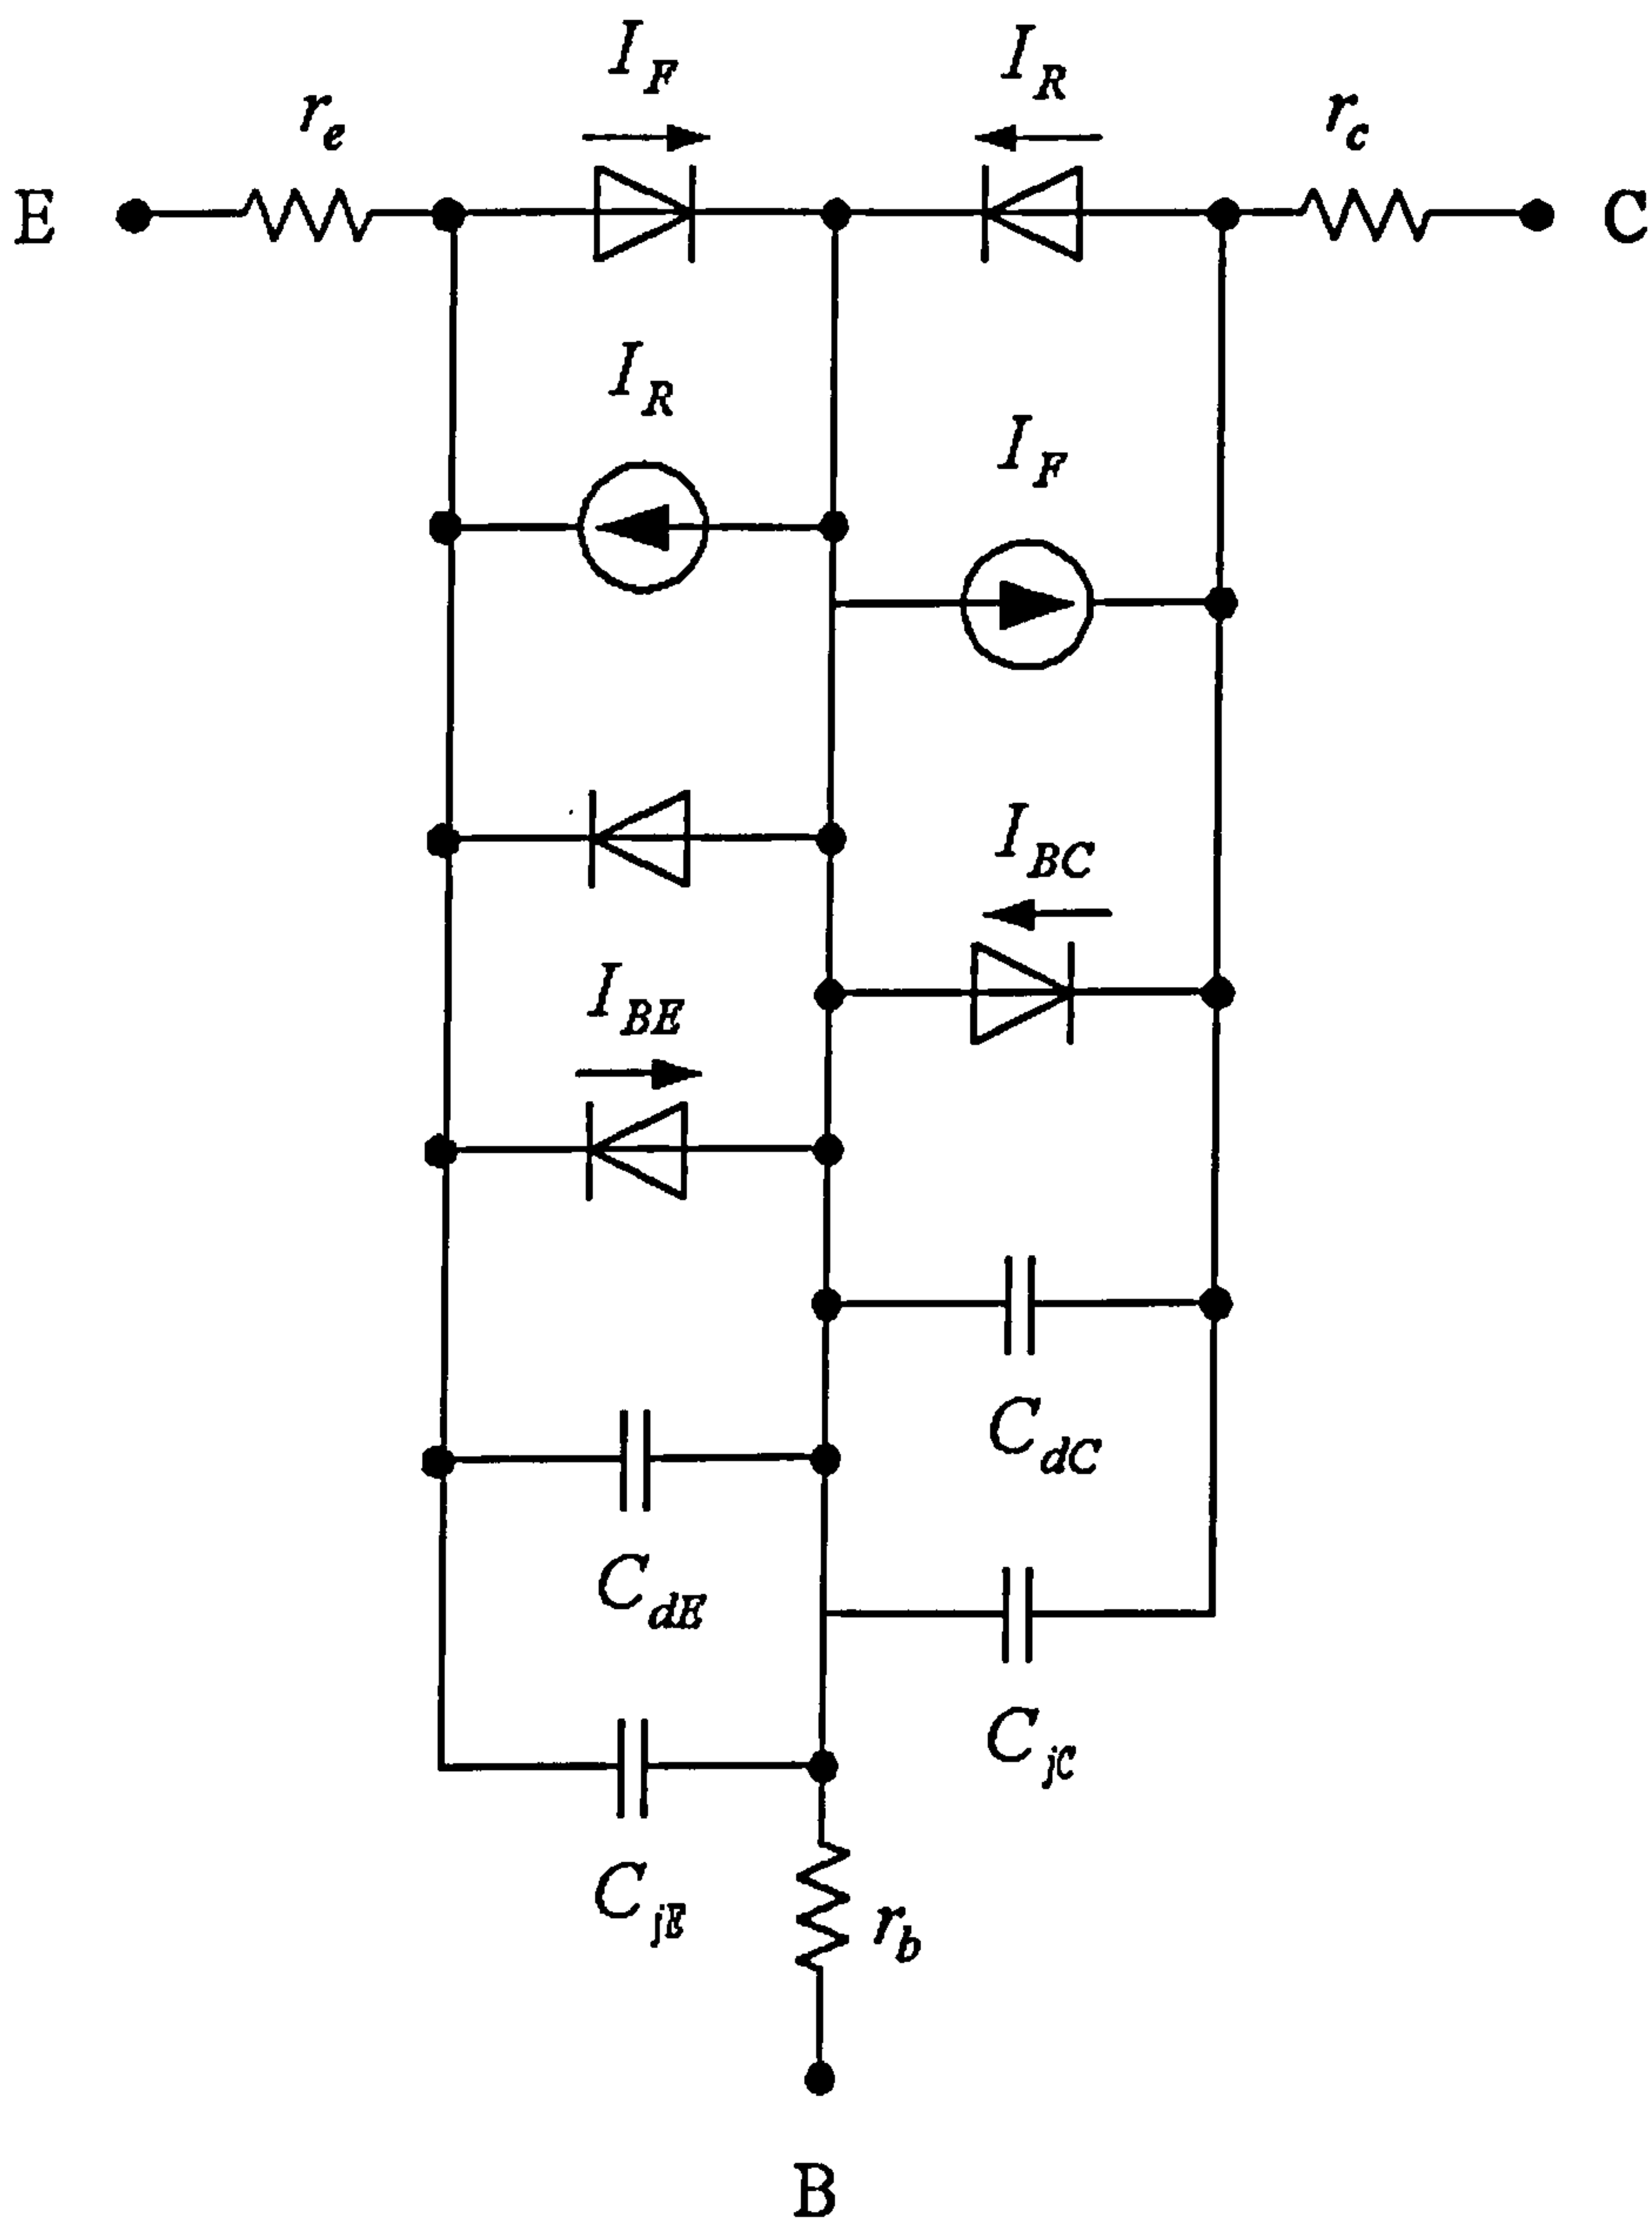 I_F
I_R
r_e
r_c
E
C
I_R
I_F
I_BC
I_BE
C_dC
C_dE
C_jC
C_jE
r_b
B